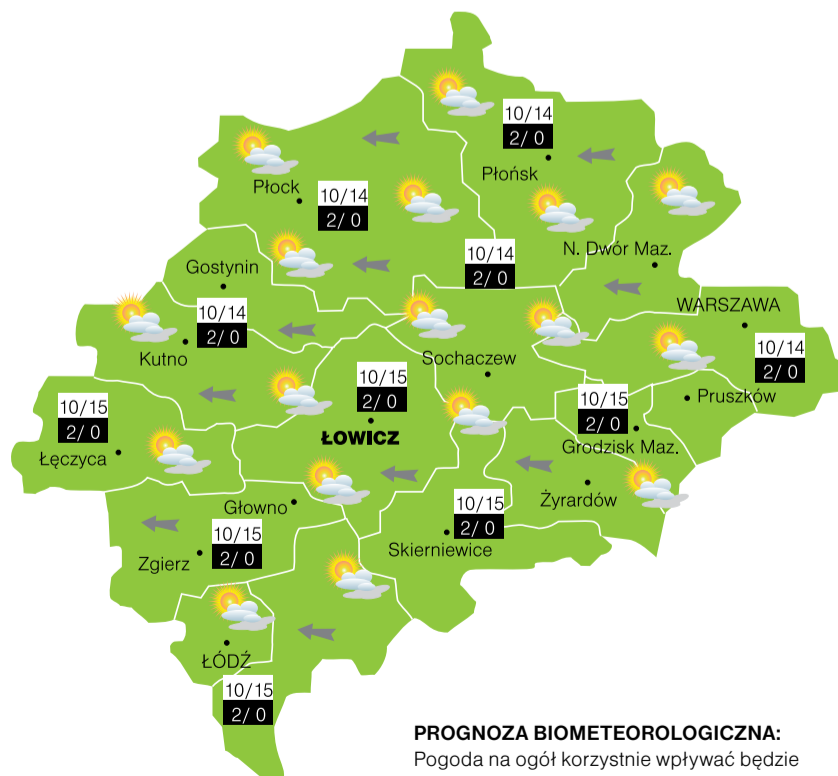 10/14
2/ 0
Płońsk
Płock
10/14
2/ 0
10/14
2/ 0
N. Dwór Maz.
Gostynin
10/14
2/ 0
Kutno
WARSZAWA
10/14
2/ 0
Sochaczew
Pruszków
10/15
2/ 0
ŁOWICZ
10/15
2/ 0
Grodzisk Maz.
10/15
2/ 0
Łęczyca
Głowno
Żyrardów
10/15
2/ 0
Skierniewice
10/15
2/ 0
Zgierz
ŁÓDŹ
10/15
2/ 0
PROGNOZA BIOMETEOROLOGICZNA:
Pogoda na ogół korzystnie wpływać będzie